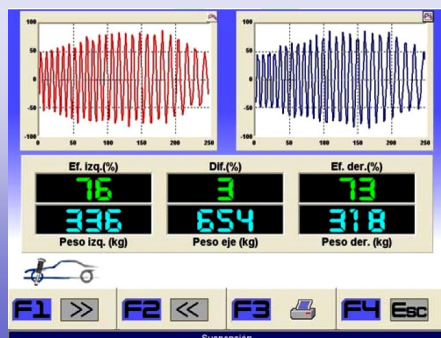 100 100
50 50
0 0
-50 -50
-100 -100
0 50 100 150 200 250 0 50 100 150 200 250
Ef. izq.(%) Dif.(%) Ef. der.(%)
76 3 73
336 654 318
Peso izq. (kg) Peso eje (kg) Peso der. (kg)
F1 >> F2 << F3 F4 Esc
Suspensión